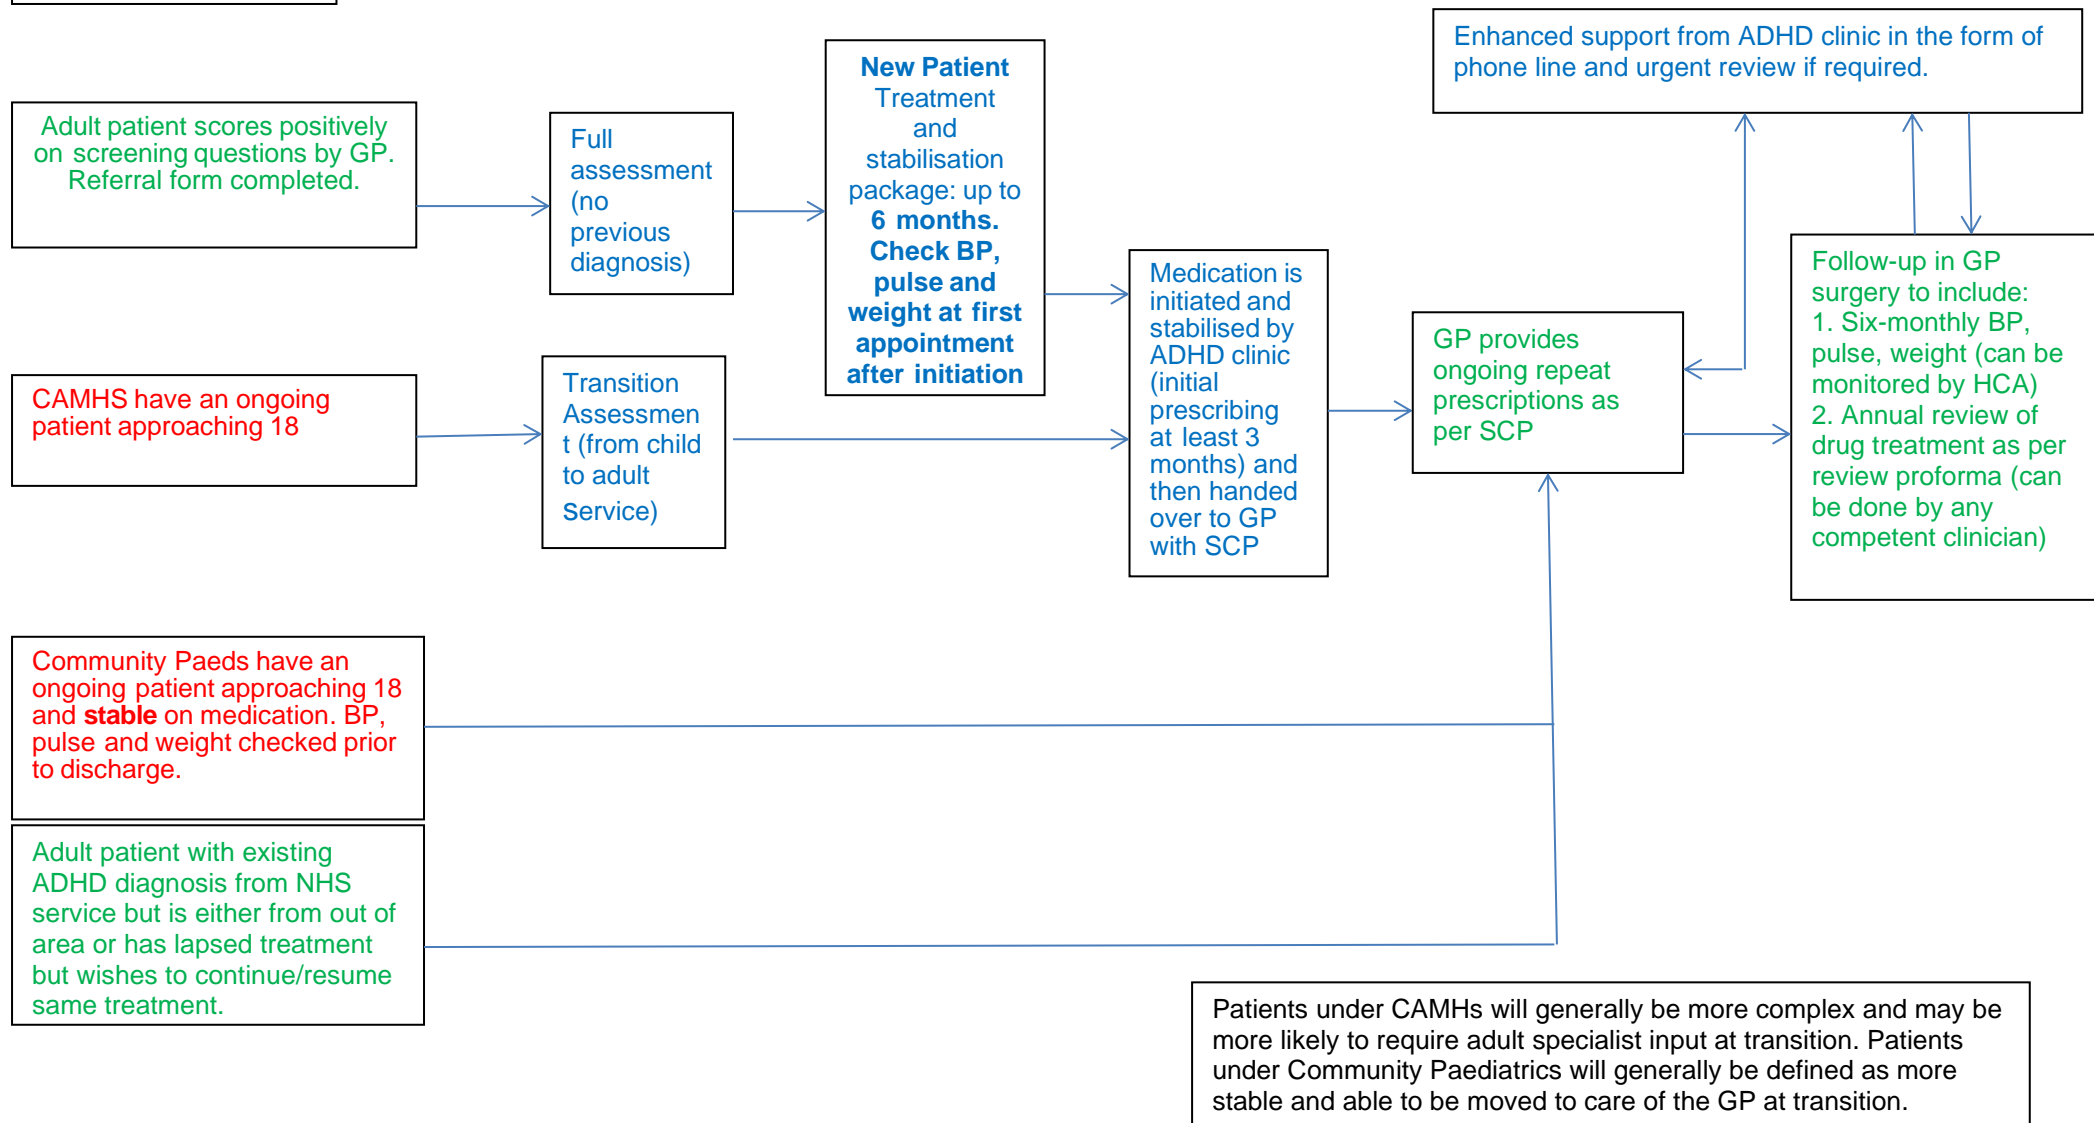 Enhanced support from ADHD clinic in the form of
phone line and urgent review if required.
New Patient
Treatment
and
stabilisation
package: up to
6 months.
Check BP,
pulse and
weight at first
appointment
after initiation
Adult patient scores positively
on screening questions by GP.
Referral form completed.
Full
assessment
(no
previous
diagnosis)
Medication is
initiated and
stabilised by
ADHD clinic
(initial
prescribing
at least 3
months) and
then handed
over to GP
with SCP
GP provides
ongoing repeat
prescriptions as
per SCP
Follow-up in GP
surgery to include:
1. Six-monthly BP,
pulse, weight (can be
monitored by HCA)
2. Annual review of
drug treatment as per
review proforma (can
be done by any
competent clinician)
CAMHS have an ongoing
patient approaching 18
Transition
Assessmen
t (from child
to adult
service)
Community Paeds have an
ongoing patient approaching 18
and stable on medication. BP,
pulse and weight checked prior
to discharge.
Adult patient with existing
ADHD diagnosis from NHS
service but is either from out of
area or has lapsed treatment
but wishes to continue/resume
same treatment.
Patients under CAMHs will generally be more complex and may be
more likely to require adult specialist input at transition. Patients
under Community Paediatrics will generally be defined as more
stable and able to be moved to care of the GP at transition.